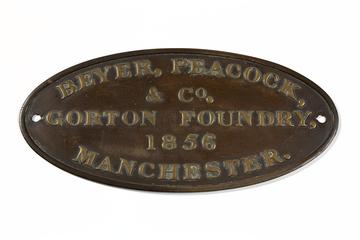 BEYER, PEACOCK,
& Co.
GORTON FOUNDRY,
1856
MANCHESTER.